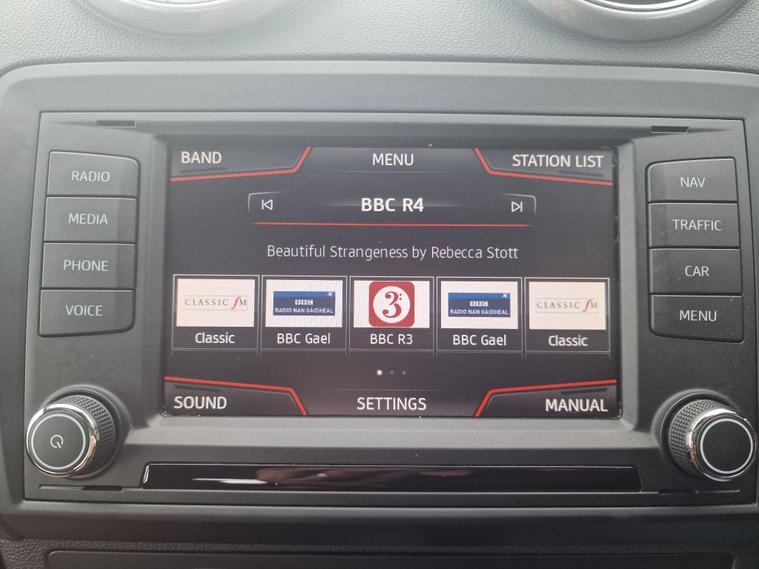 BAND MENU STATION LIST
RADIO
MEDIA
PHONE
VOICE
BBC R4
Beautiful Strangeness by Rebecca Stott
CLASSIC fM
BBC
RADIO NAN GAIDHEAL
3
BBC
RADIO NAN GAIDHEAL
CLASSIC fM
Classic BBC Gael BBC R3 BBC Gael Classic
SOUND SETTINGS MANUAL
NAV
TRAFFIC
CAR
MENU